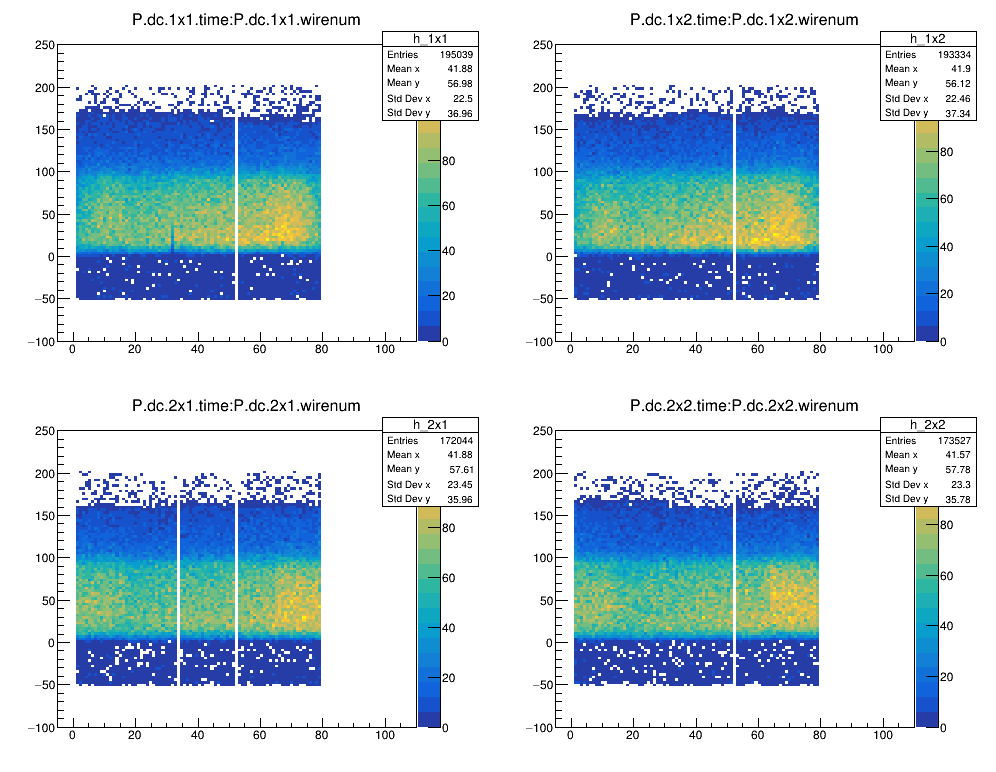 P.dc.1x1.time:P.dc.1x1.wirenum
h_1x1
Entries 195039
Mean x 41.88
Mean y 56.98
Std Dev x 22.5
Std Dev y 36.96
250
200
150
100
50
0
−50
−100
0 20 40 60 80 100
80
60
40
20
0
P.dc.1x2.time:P.dc.1x2.wirenum
h_1x2
Entries 193334
Mean x 41.9
Mean y 56.12
Std Dev x 22.46
Std Dev y 37.34
250
200
150
100
50
0
−50
−100
0 20 40 60 80 100
80
60
40
20
0
P.dc.2x1.time:P.dc.2x1.wirenum
h_2x1
Entries 172044
Mean x 41.88
Mean y 57.61
Std Dev x 23.45
Std Dev y 35.96
250
200
150
100
50
0
−50
−100
0 20 40 60 80 100
80
60
40
20
0
P.dc.2x2.time:P.dc.2x2.wirenum
h_2x2
Entries 173527
Mean x 41.57
Mean y 57.78
Std Dev x 23.3
Std Dev y 35.78
250
200
150
100
50
0
−50
−100
0 20 40 60 80 100
80
60
40
20
0